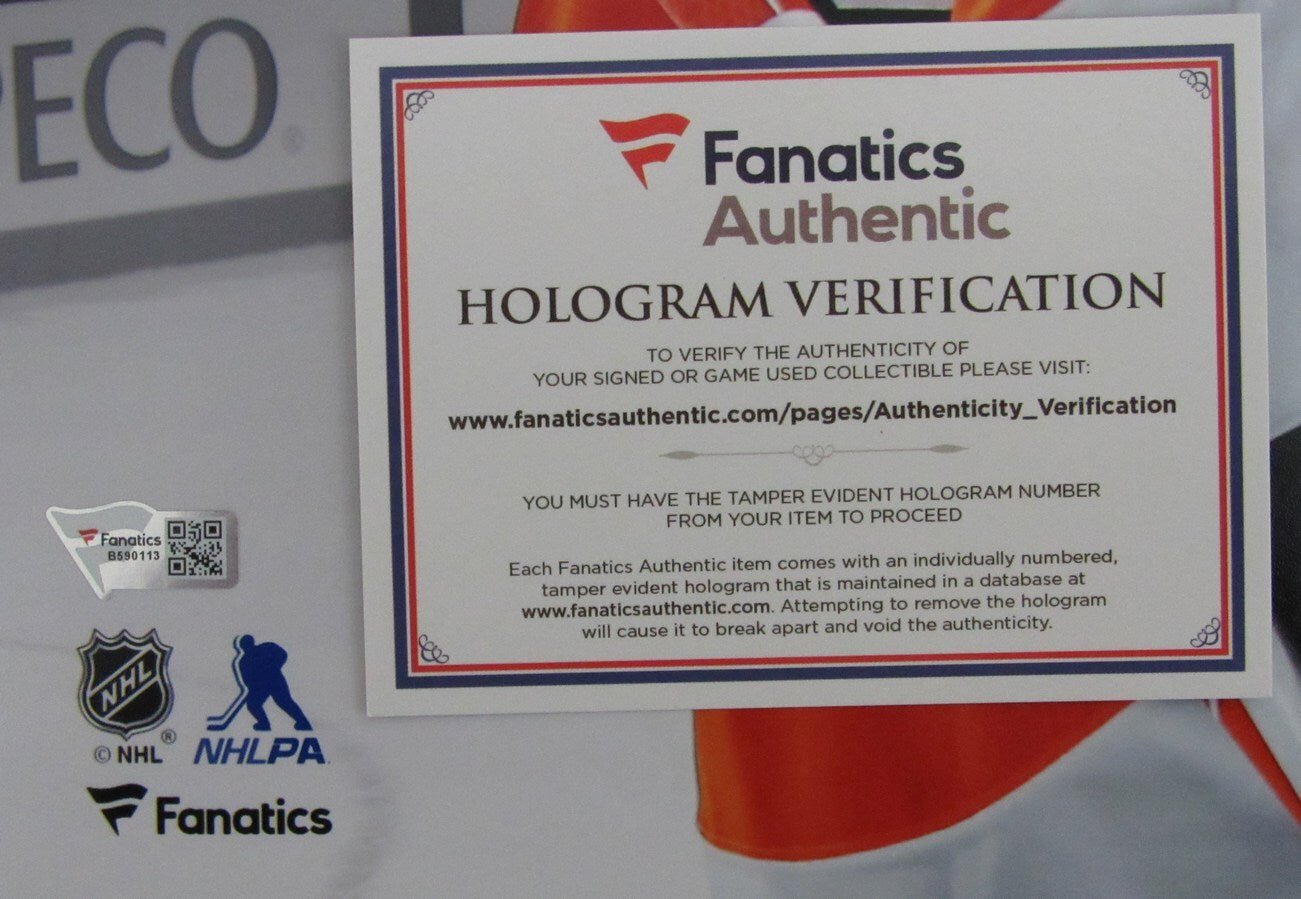 PECO
Fanatics
Authentic
HOLOGRAM VERIFICATION
TO VERIFY THE AUTHENTICITY OF
YOUR SIGNED OR GAME USED COLLECTIBLE PLEASE VISIT:
www.fanaticsauthentic.com/pages/Authenticity_Verification
YOU MUST HAVE THE TAMPER EVIDENT HOLOGRAM NUMBER
FROM YOUR ITEM TO PROCEED
Each Fanatics Authentic item comes with an individually numbered,
tamper evident hologram that is maintained in a database at
www.fanaticsauthentic.com. Attempting to remove the hologram
will cause it to break apart and void the authenticity.
Fanatics
B590113
NHL
© NHL®
NHLPA
Fanatics